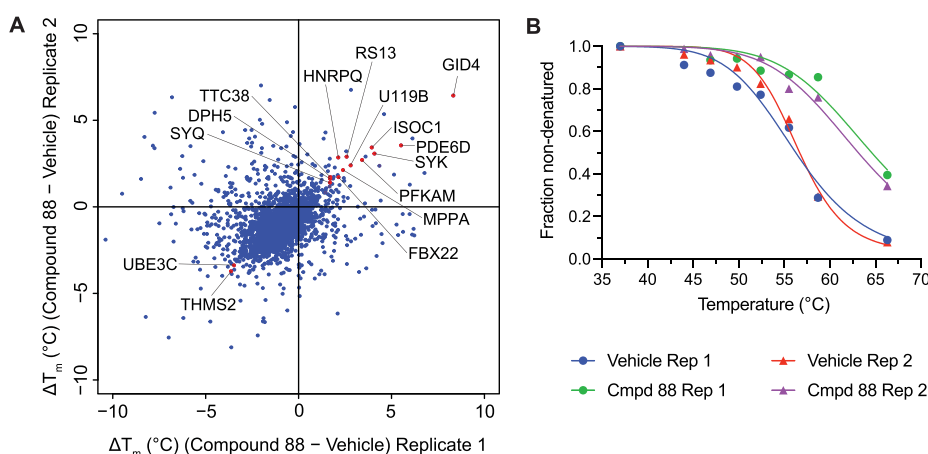 A
B
ΔTm (°C) (Compound 88 – Vehicle) Replicate 2
10
5
0
−5
−10
RS13
HNRPQ
GID4
TTC38
U119B
DPH5
ISOC1
SYQ
PDE6D
SYK
PFKAM
MPPA
FBX22
UBE3C
THMS2
−10
−5
0
5
10
ΔTm (°C) (Compound 88 – Vehicle) Replicate 1
Fraction non-denatured
1.0
0.8
0.6
0.4
0.2
0.0
35
40
45
50
55
60
65
70
Temperature (°C)
Vehicle Rep 1
Vehicle Rep 2
Cmpd 88 Rep 1
Cmpd 88 Rep 2